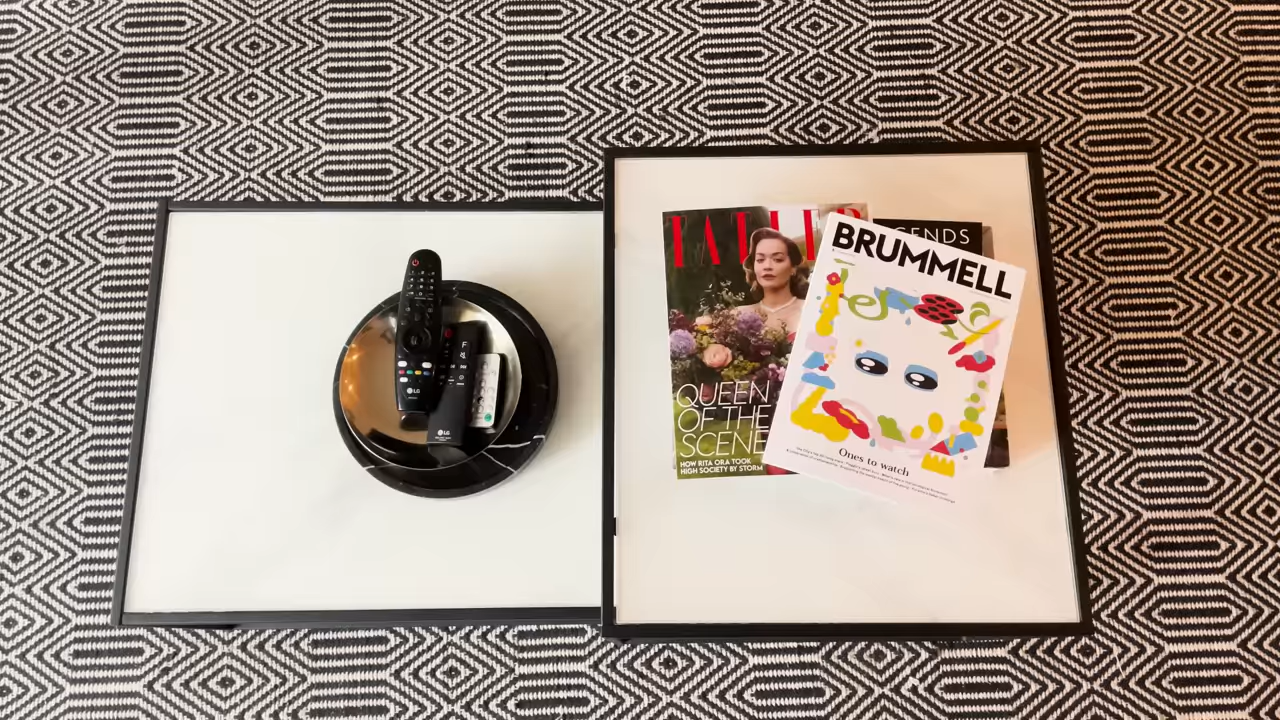 LG
F
LG
TATLER
QUEEN
OF THE
SCENE
HOW RITA ORA TOOK
HIGH SOCIETY BY STORM
GENDS
BRUMMELL
Ones to watch